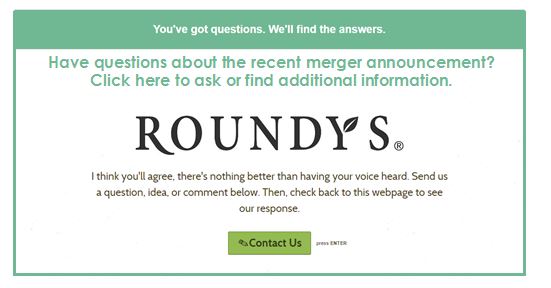 You've got questions. We'll find the answers.
Have questions about the recent merger announcement?
Click here to ask or find additional information.
ROUNDY'S®
I think you'll agree, there's nothing better than having your voice heard. Send us
a question, idea, or comment below. Then, check back to this webpage to see
our response.
Contact Us press ENTER